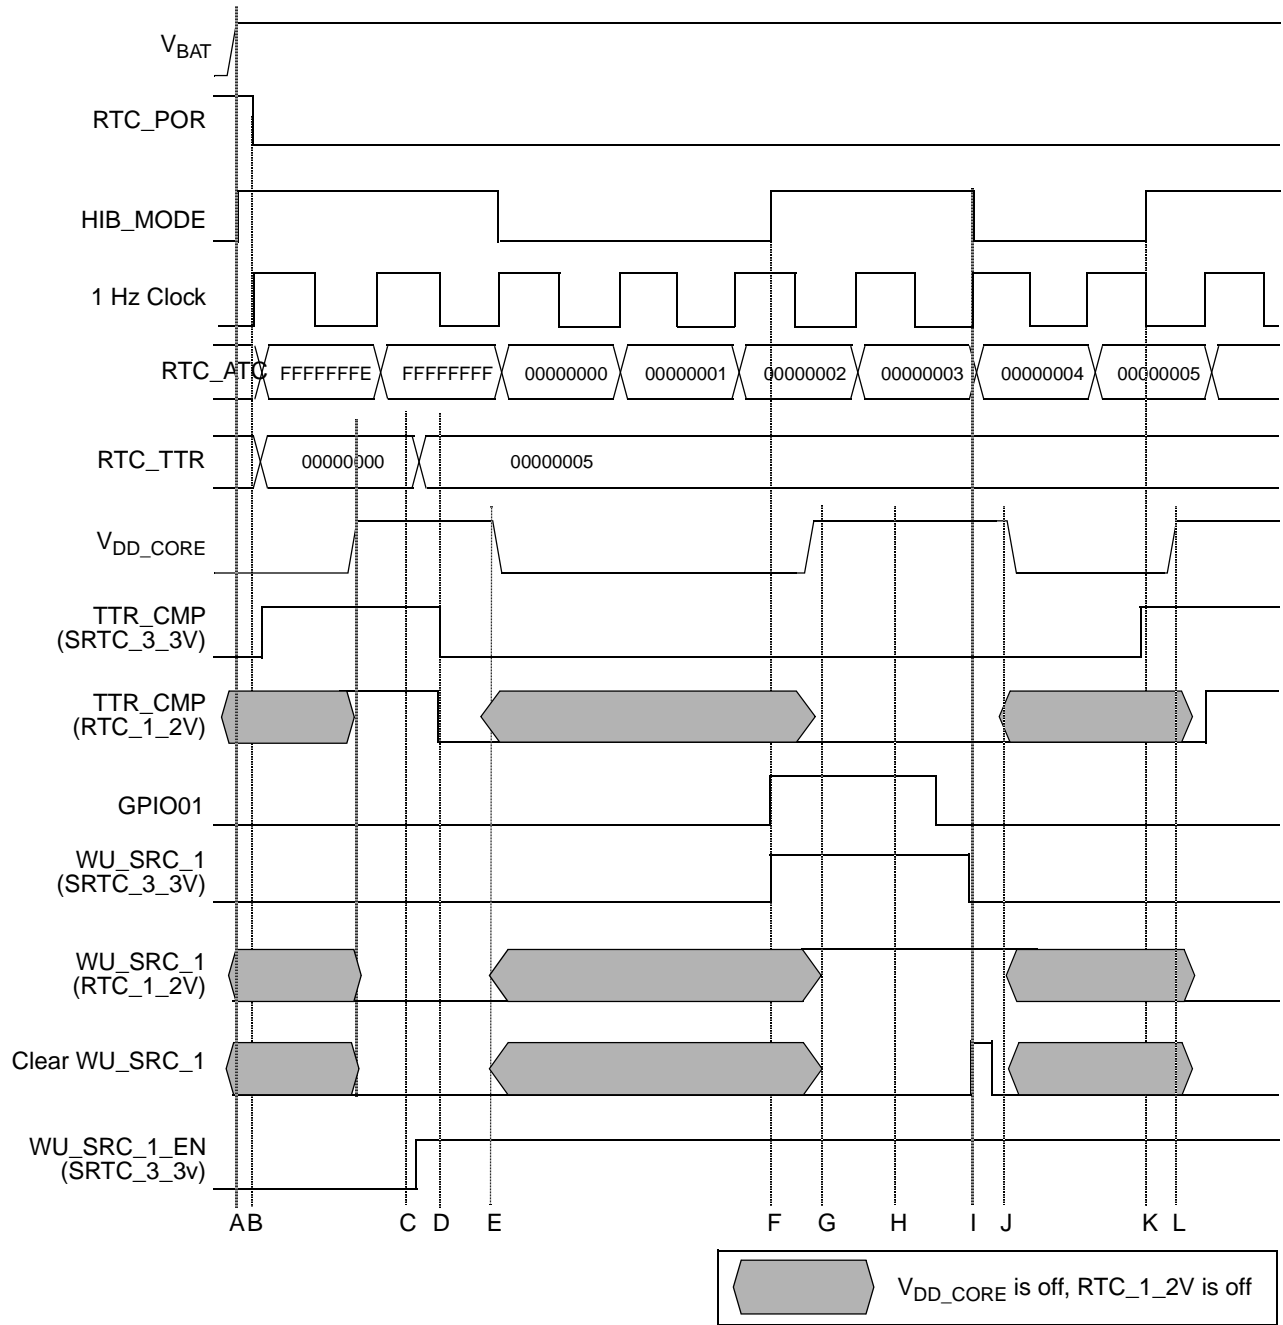 VBAT
RTC_POR
HIB_MODE
1 Hz Clock
RTC_ATC FFFFFFFE FFFFFFFF 00000000 00000001 00000002 00000003 00000004 00000005
RTC_TTR 00000000 00000005
VDD_CORE
TTR_CMP
(SRTC_3_3V)
TTR_CMP
(RTC_1_2V)
GPIO01
WU_SRC_1
(SRTC_3_3V)
WU_SRC_1
(RTC_1_2V)
Clear WU_SRC_1
WU_SRC_1_EN
(SRTC_3_3v)
A B C D E F G H I J K L
VDD_CORE is off, RTC_1_2V is off